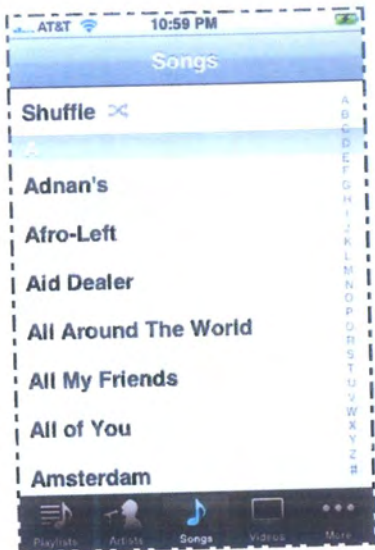 AT&T 10:59 PM
Songs
Shuffle
A
Adnan's
Afro-Left
Aid Dealer
All Around The World
All My Friends
All of You
Amsterdam
A
B
C
D
E
F
G
H
I
J
K
L
M
N
O
P
Q
R
S
T
U
V
W
X
Y
Z
#
Playlists Artists Songs Videos More